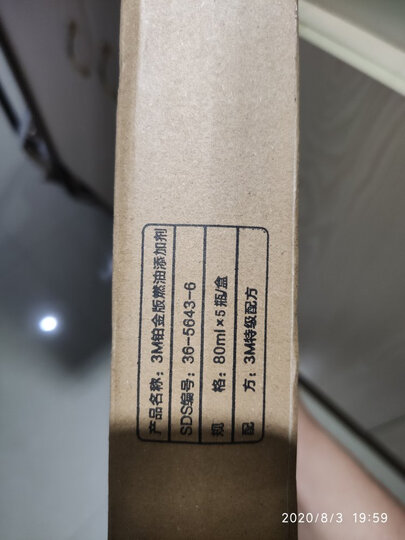 产品名称：3M铂金版燃油添加剂
SDS编号：36-5643-6
规 格：80ml×5瓶/盒
配 方：3M特级配方
2020/8/3 19:59